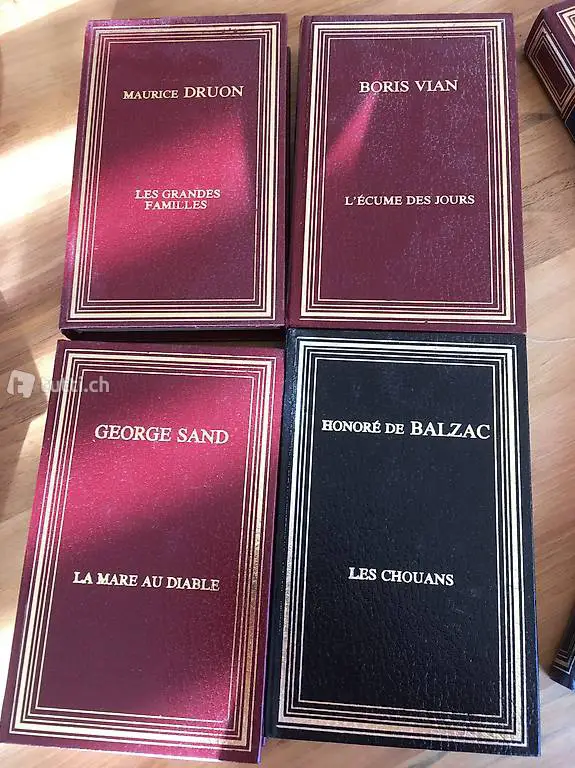 MAURICE DRUON
LES GRANDES
FAMILLES
BORIS VIAN
L'ÉCUME DES JOURS
tutti.ch
GEORGE SAND
LA MARE AU DIABLE
HONORÉ DE BALZAC
LES CHOUANS